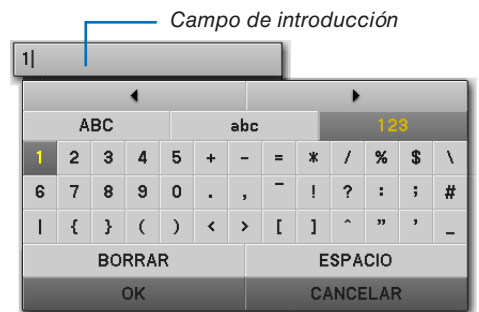 Campo de introducción
1|
ABC abc 123
1 2 3 4 5 + - = * / % $ \
6 7 8 9 0 . , ‾ ! ? : ; #
| { } ( ) < > [ ] ^ ” ’ _
BORRAR ESPACIO
OK CANCELAR